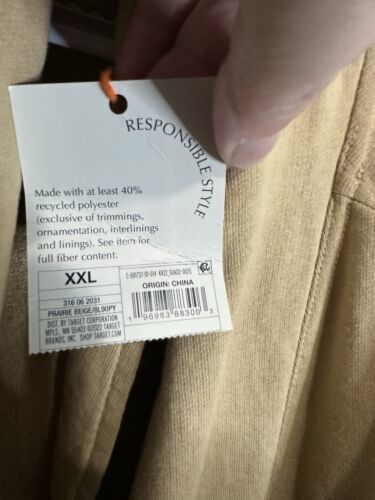 RESPONSIBLE STYLE
Made with at least 40%
recycled polyester
(exclusive of trimmings,
ornamentation, interlinings
and linings). See item for
full fiber content.
XXL
316 06 2031
PRAIRIE BEIGE/BL90PY
DIST. BY TARGET CORPORATION
MPLS, MN 55403 ©2022 TARGET
BRANDS, INC. SHOP TARGET.COM
ORIGIN: CHINA
1 96983 88300 3